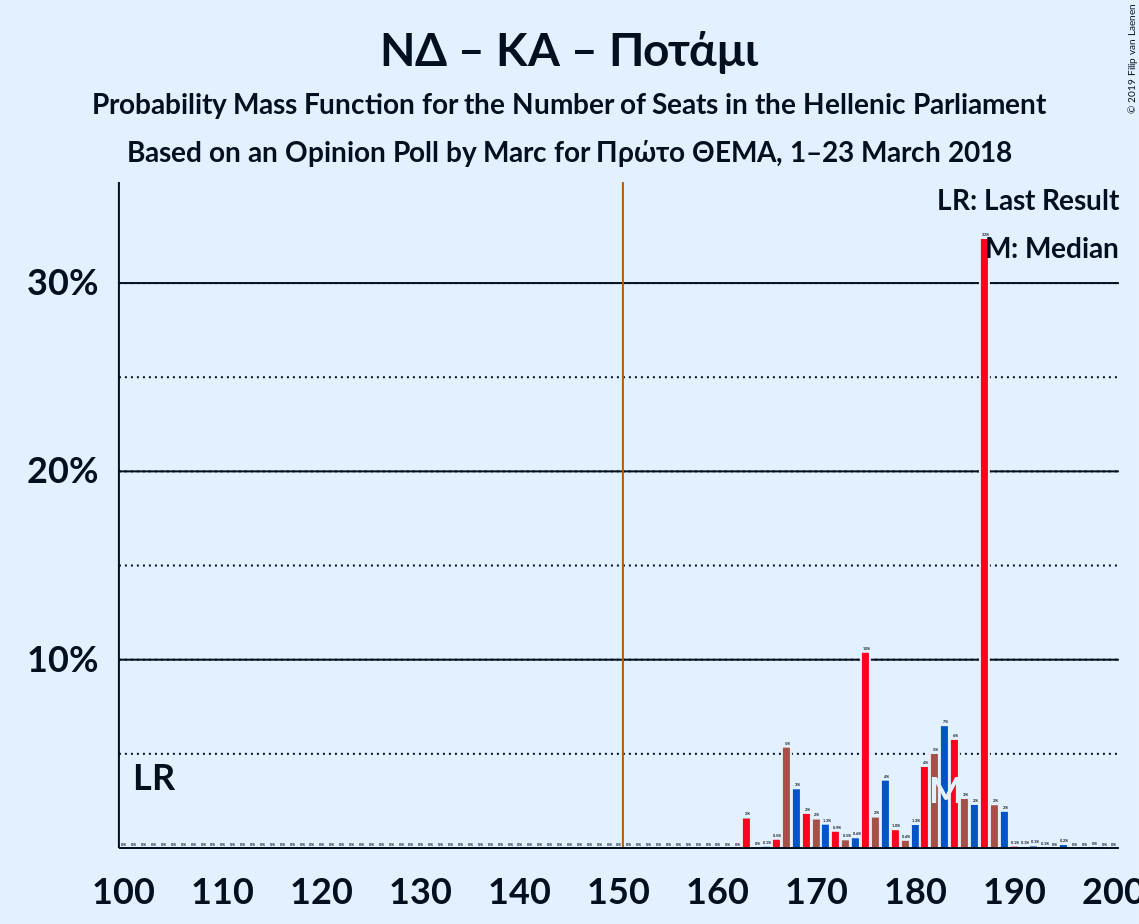 ΝΔ – ΚΑ – Ποτάμι
Probability Mass Function for the Number of Seats in the Hellenic Parliament
Based on an Opinion Poll by Marc for Πρώτο ΘΕΜΑ, 1–23 March 2018
© 2019 Filip van Laenen
LR: Last Result
M: Median
30%
20%
10%
LR
M
100 110 120 130 140 150 160 170 180 190 200